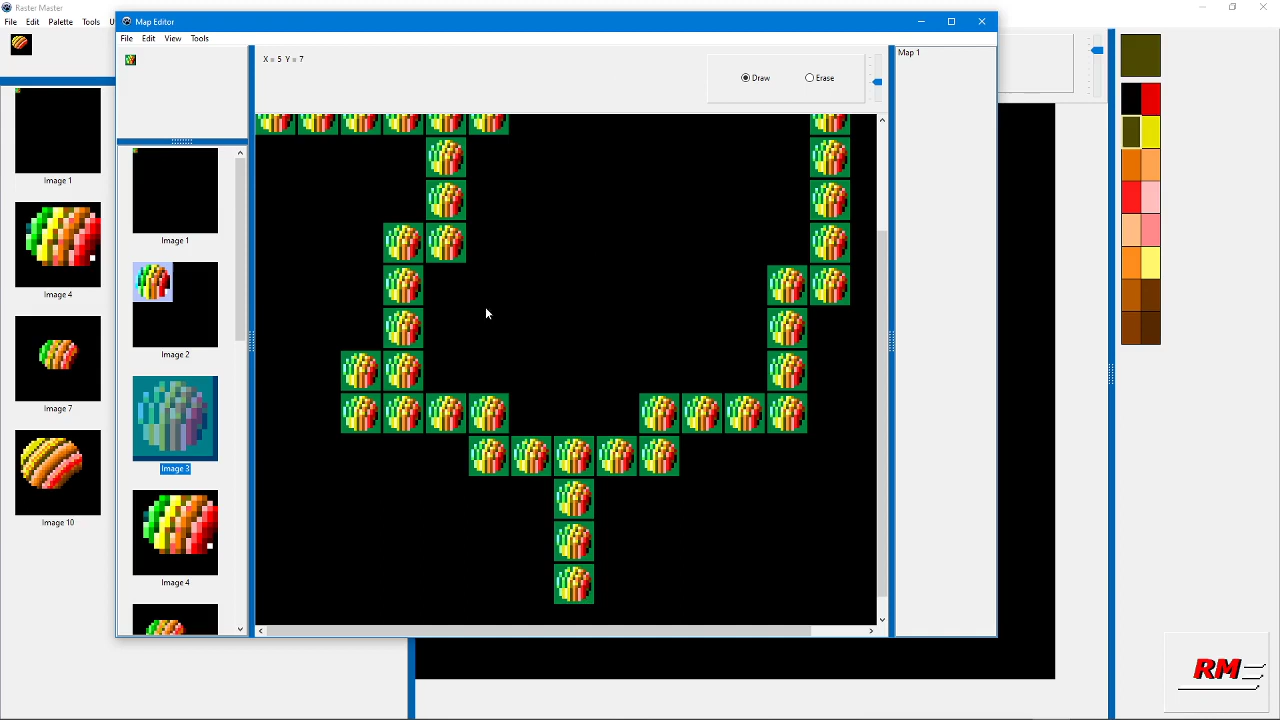 Raster Master
File Edit Palette Tools U
Map Editor
File Edit View Tools
X = 5 Y = 7
Draw
Erase
Map 1
Image 1
Image 4
Image 7
Image 10
Image 1
Image 2
Image 3
Image 4
RM